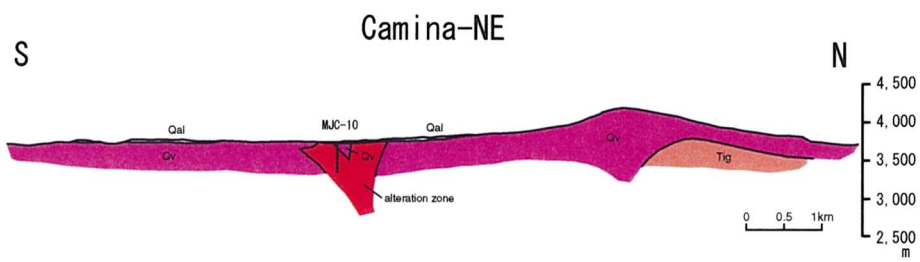 Camina-NE
S
N
4,500
4,000
3,500
3,000
2,500
m
Qal
MJC-10
Qal
Qv
Qv
Qv
Tig
alteration zone
0 0.5 1km